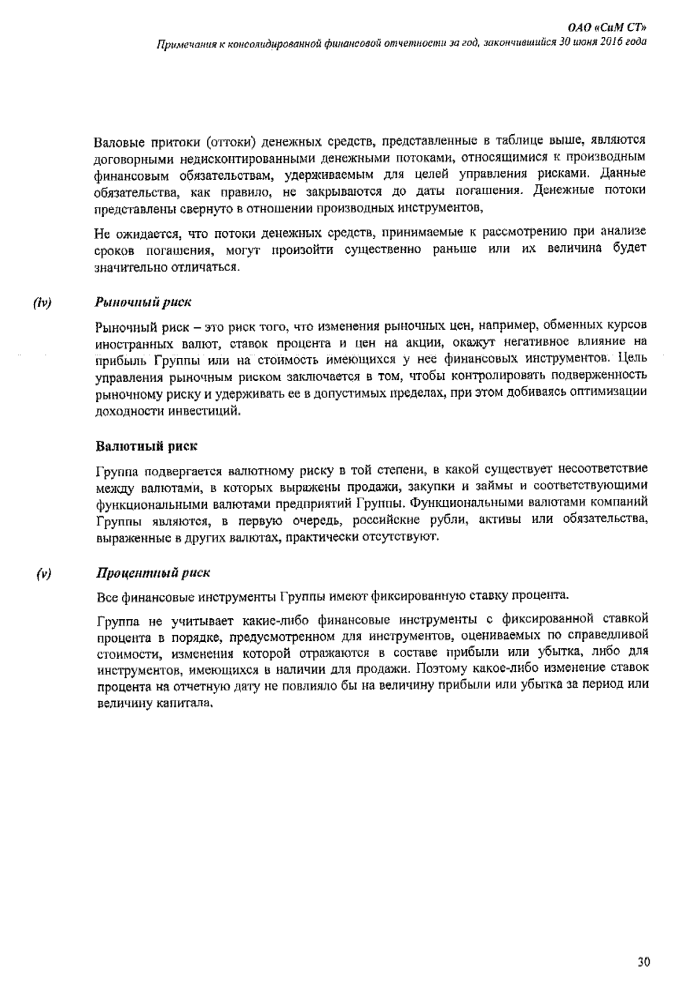 ОАО «СиМ СТ»
Примечания к консолидированной финансовой отчетности за год, закончившийся 30 июня 2016 года
Валовые притоки (оттоки) денежных средств, представленные в таблице выше, являются
договорными недисконтированными денежными потоками, относящимися к производным
финансовым обязательствам, удерживаемым для целей управления рисками. Данные
обязательства, как правило, не закрываются до даты погашения. Денежные потоки
представлены свернуто в отношении производных инструментов,
Не ожидается, что потоки денежных средств, принимаемые к рассмотрению при анализе
сроков погашения, могут произойти существенно раньше или их величина будет
значительно отличаться.
(iv) Рыночный риск
Рыночный риск – это риск того, что изменения рыночных цен, например, обменных курсов
иностранных валют, ставок процента и цен на акции, окажут негативное влияние на
прибыль Группы или на стоимость имеющихся у нее финансовых инструментов. Цель
управления рыночным риском заключается в том, чтобы контролировать подверженность
рыночному риску и удерживать ее в допустимых пределах, при этом добиваясь оптимизации
доходности инвестиций.
Валютный риск
Группа подвергается валютному риску в той степени, в какой существует несоответствие
между валютами, в которых выражены продажи, закупки и займы и соответствующими
функциональными валютами предприятий Группы. Функциональными валютами компаний
Группы являются, в первую очередь, российские рубли, активы или обязательства,
выраженные в других валютах, практически отсутствуют.
(v) Процентный риск
Все финансовые инструменты Группы имеют фиксированную ставку процента.
Группа не учитывает какие-либо финансовые инструменты с фиксированной ставкой
процента в порядке, предусмотренном для инструментов, оцениваемых по справедливой
стоимости, изменения которой отражаются в составе прибыли или убытка, либо для
инструментов, имеющихся в наличии для продажи. Поэтому какое-либо изменение ставок
процента на отчетную дату не повлияло бы на величину прибыли или убытка за период или
величину капитала.
30